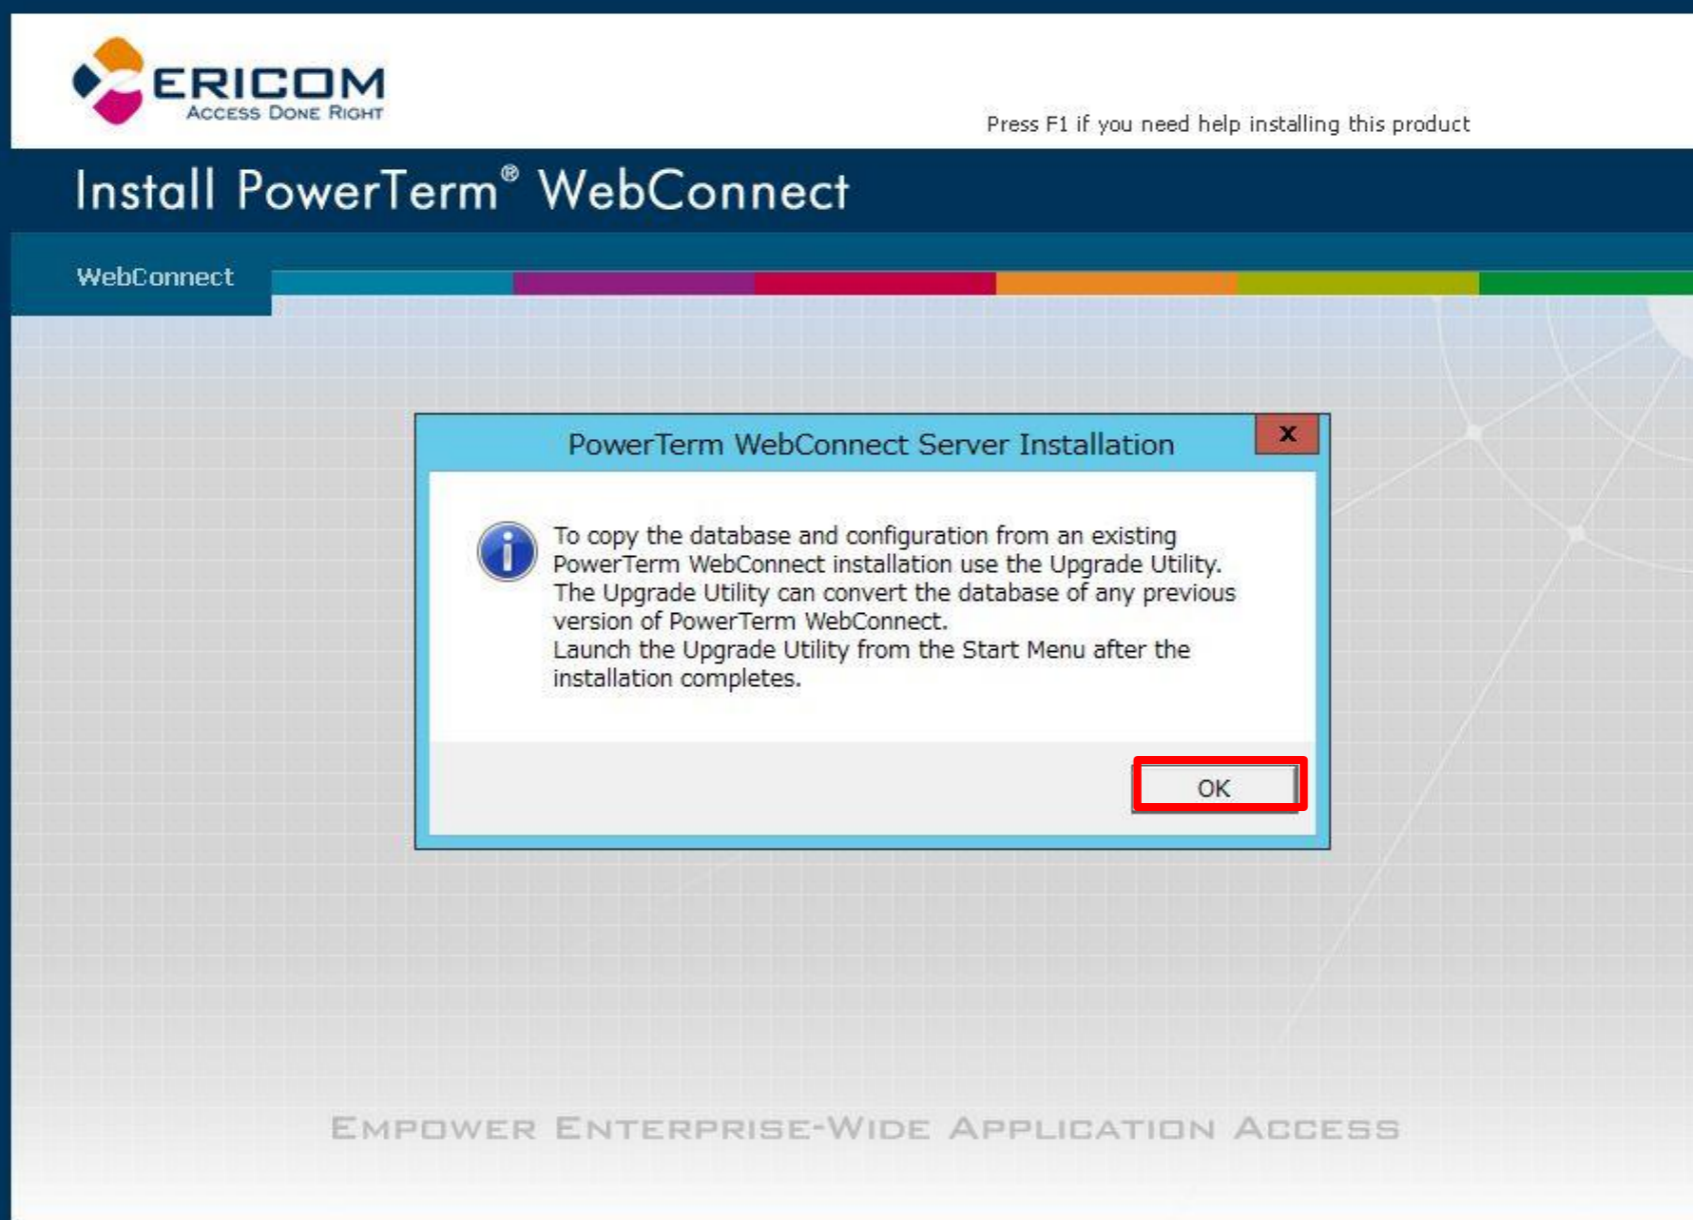 ERICOM
ACCESS DONE RIGHT
Press F1 if you need help installing this product
Install PowerTerm® WebConnect
WebConnect
PowerTerm WebConnect Server Installation
x
To copy the database and configuration from an existing
PowerTerm WebConnect installation use the Upgrade Utility.
The Upgrade Utility can convert the database of any previous
version of PowerTerm WebConnect.
Launch the Upgrade Utility from the Start Menu after the
installation completes.
OK
EMPOWER ENTERPRISE-WIDE APPLICATION ACCESS